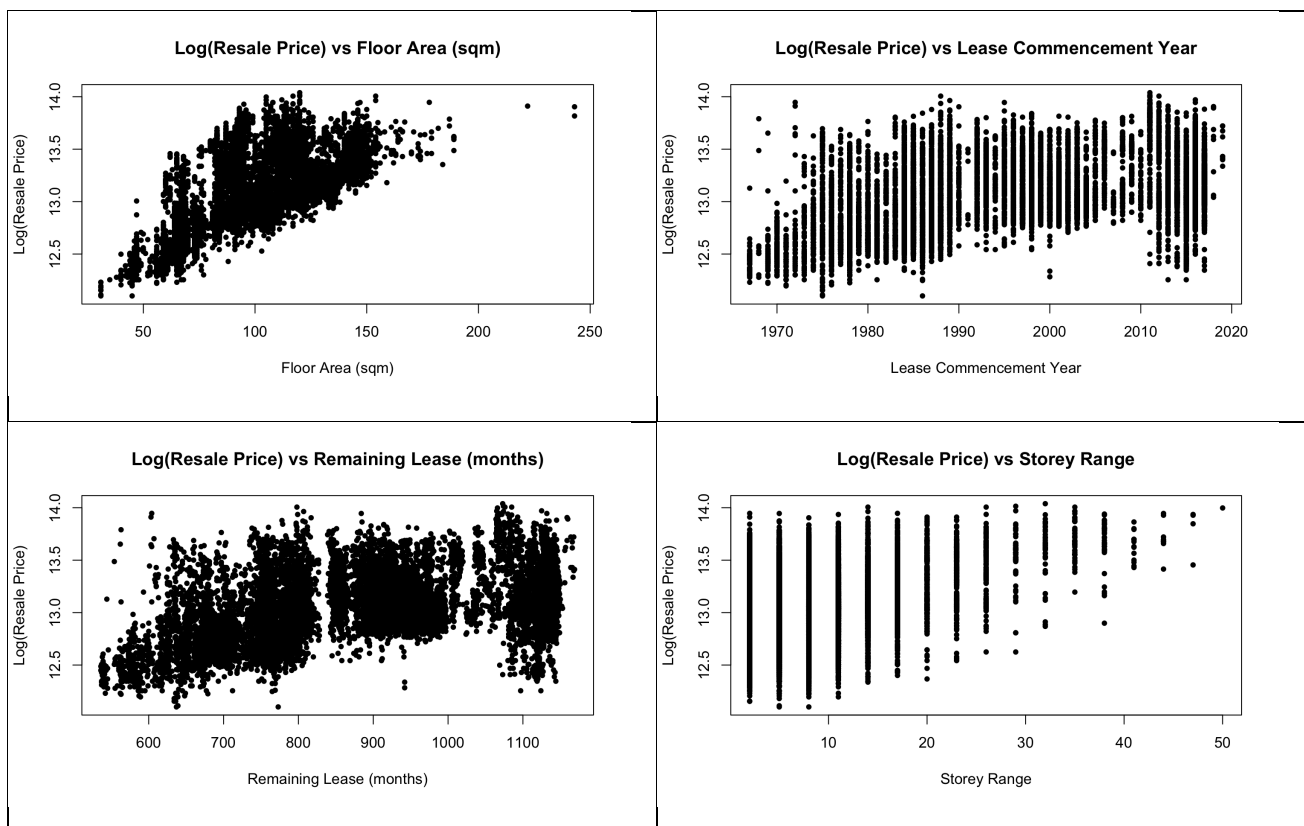 Log(Resale Price) vs Floor Area (sqm)
Log(Resale Price)
14.0
13.5
13.0
12.5
50 100 150 200 250
Floor Area (sqm)
Log(Resale Price) vs Lease Commencement Year
Log(Resale Price)
14.0
13.5
13.0
12.5
1970 1980 1990 2000 2010 2020
Lease Commencement Year
Log(Resale Price) vs Remaining Lease (months)
Log(Resale Price)
14.0
13.5
13.0
12.5
600 700 800 900 1000 1100
Remaining Lease (months)
Log(Resale Price) vs Storey Range
Log(Resale Price)
14.0
13.5
13.0
12.5
10 20 30 40 50
Storey Range